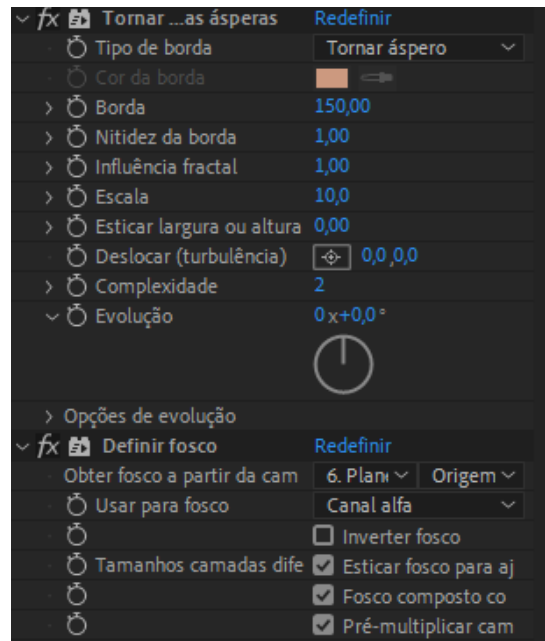 fx Tornar ...as ásperas Redefinir
Tipo de borda Tornar áspero
Cor da borda
Borda 150,00
Nitidez da borda 1,00
Influência fractal 1,00
Escala 10,0
Esticar largura ou altura 0,00
Deslocar (turbulência) 0,0 ,0,0
Complexidade 2
Evolução 0 x +0,0 °
Opções de evolução
fx Definir fosco Redefinir
Obter fosco a partir da cam 6. Plan Origem
Usar para fosco Canal alfa
Inverter fosco
Tamanhos camadas dife Esticar fosco para aj
Fosco composto co
Pré-multiplicar cam